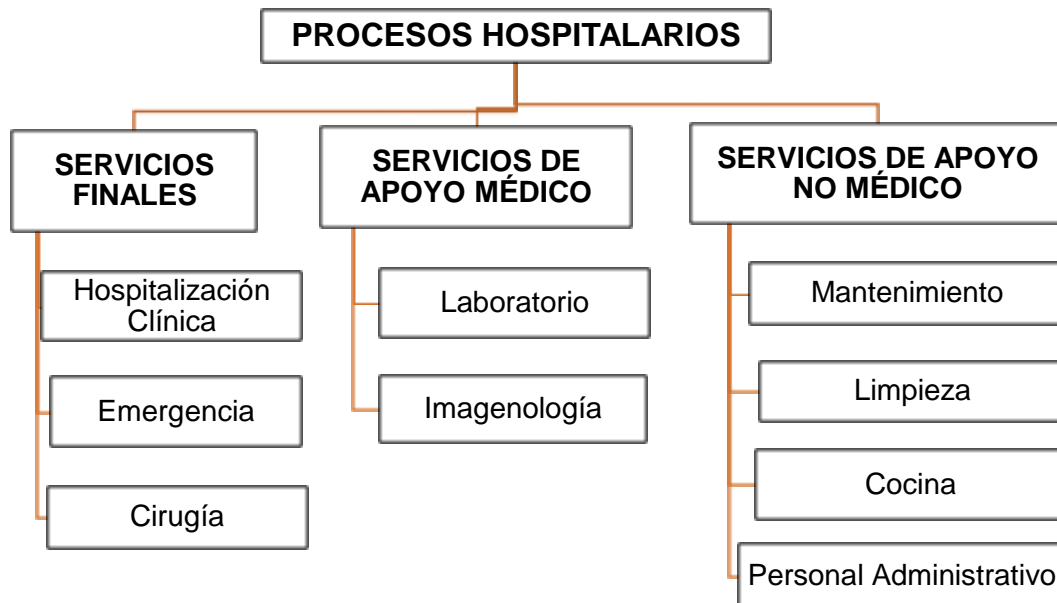 PROCESOS HOSPITALARIOS
SERVICIOS
FINALES
Hospitalización
Clínica
Emergencia
Cirugía
SERVICIOS DE
APOYO MÉDICO
Laboratorio
Imagenología
SERVICIOS DE APOYO
NO MÉDICO
Mantenimiento
Limpieza
Cocina
Personal Administrativo